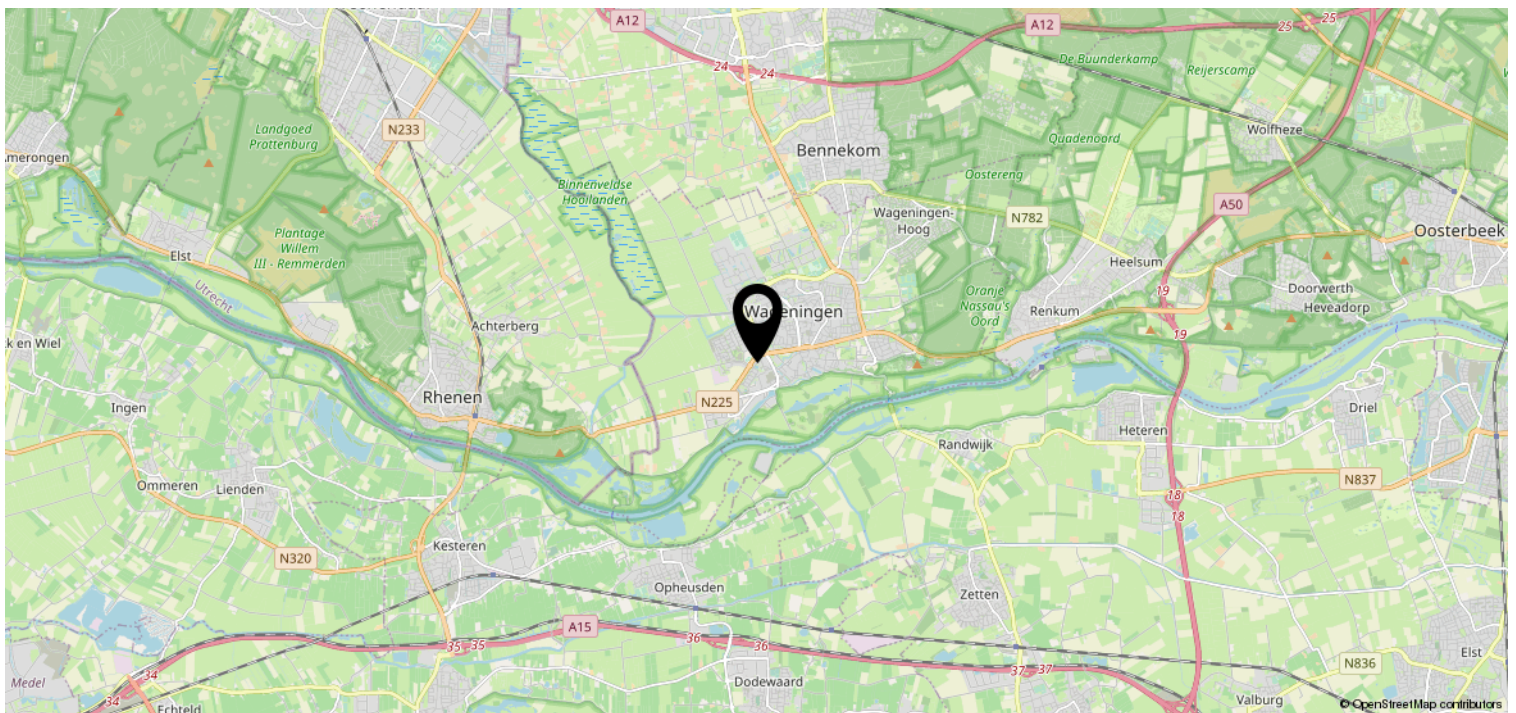 A12
A12
25
25
24
24
De Buunderkamp
Reijerscamp
Landgoed
Prattenburg
N233
Wolfheze
Quadenoord
Bennekom
Amerongen
Oostereng
Binnenveldse
Hooilanden
A50
Wageningen-
Hoog
N782
Plantage
Willem
III - Remmerden
Oosterbeek
Elst
Heelsum
Utrecht
Oranje
Nassau's
Oord
19
Doorwerth
Heveadorp
Wageningen
Renkum
Achterberg
19
k en Wiel
Rhenen
N225
Ingen
Driel
Heteren
Randwijk
Ommeren
Lienden
N837
18
18
Kesteren
N320
Opheusden
Zetten
A15
35
35
36
36
Elst
N836
37
37
34
Medel
Dodewaard
34
Echteld
Valburg
© OpenStreetMap contributors